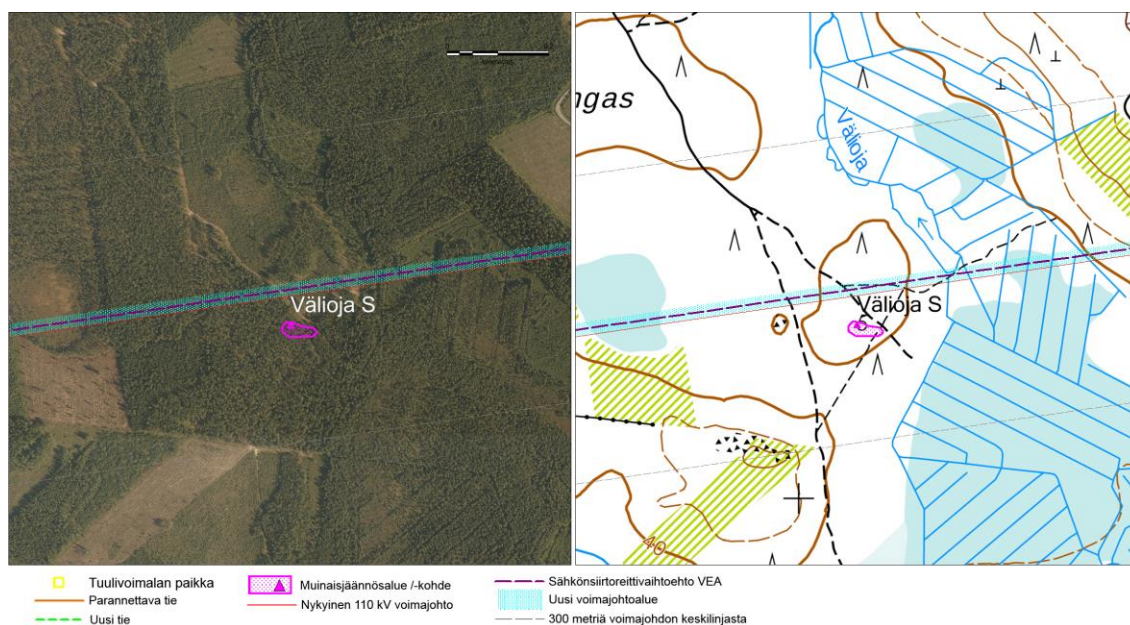 Välioja S
ngas
Välioja
Välioja S
40
Tuulivoimalan paikka
Parannettava tie
Uusi tie
Muinaisjäännösalue /-kohde
Nykyinen 110 kV voimajohto
Sähkönsiirtoreittivaihtoehto VEA
Uusi voimajohtoalue
300 metriä voimajohdon keskilinjasta